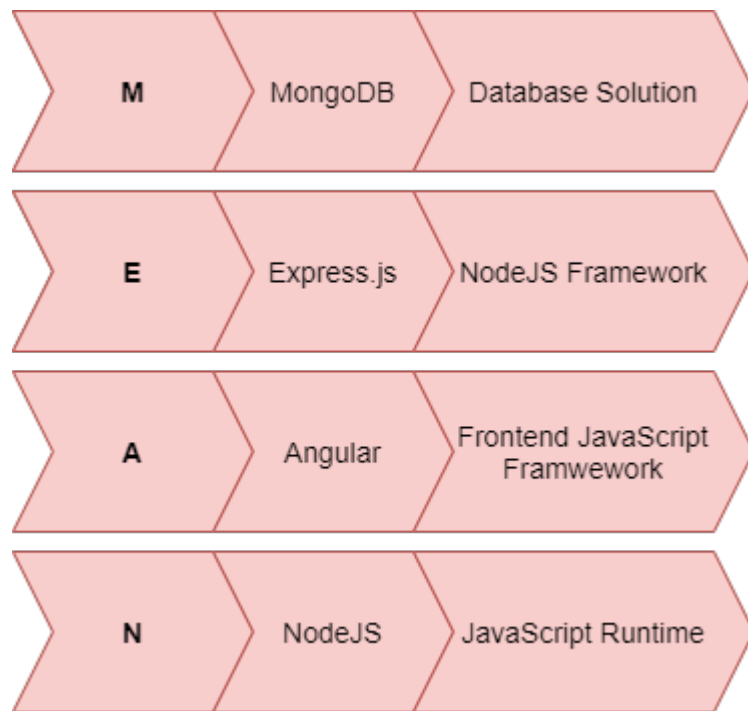 M MongoDB Database Solution
E Express.js NodeJS Framework
A Angular Frontend JavaScript
Framwework
N NodeJS JavaScript Runtime